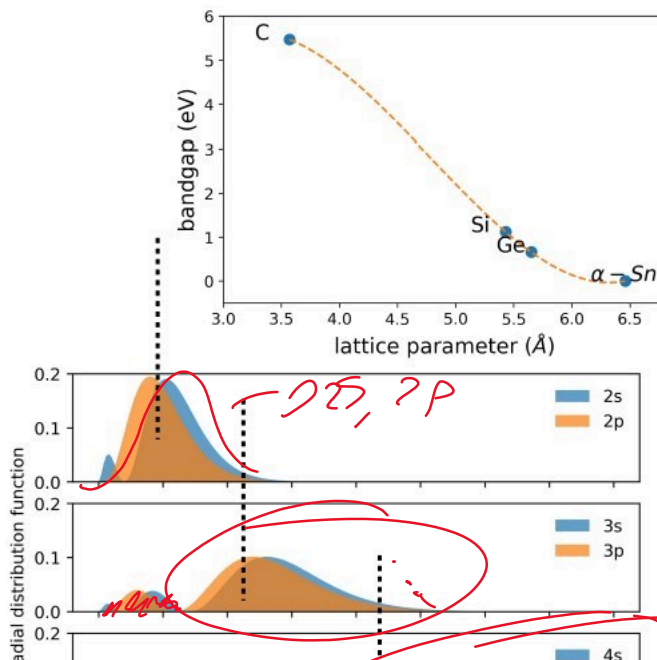 6
C
5
4
bandgap (eV)
3
2
Si
1
Ge
α − Sn
0
3.0 3.5 4.0 4.5 5.0 5.5 6.0 6.5
lattice parameter (Å)
0.2
2s
2p
0.1
0.0
0.2
3s
3p
0.1
0.0
adial distribution function
0.2
4s